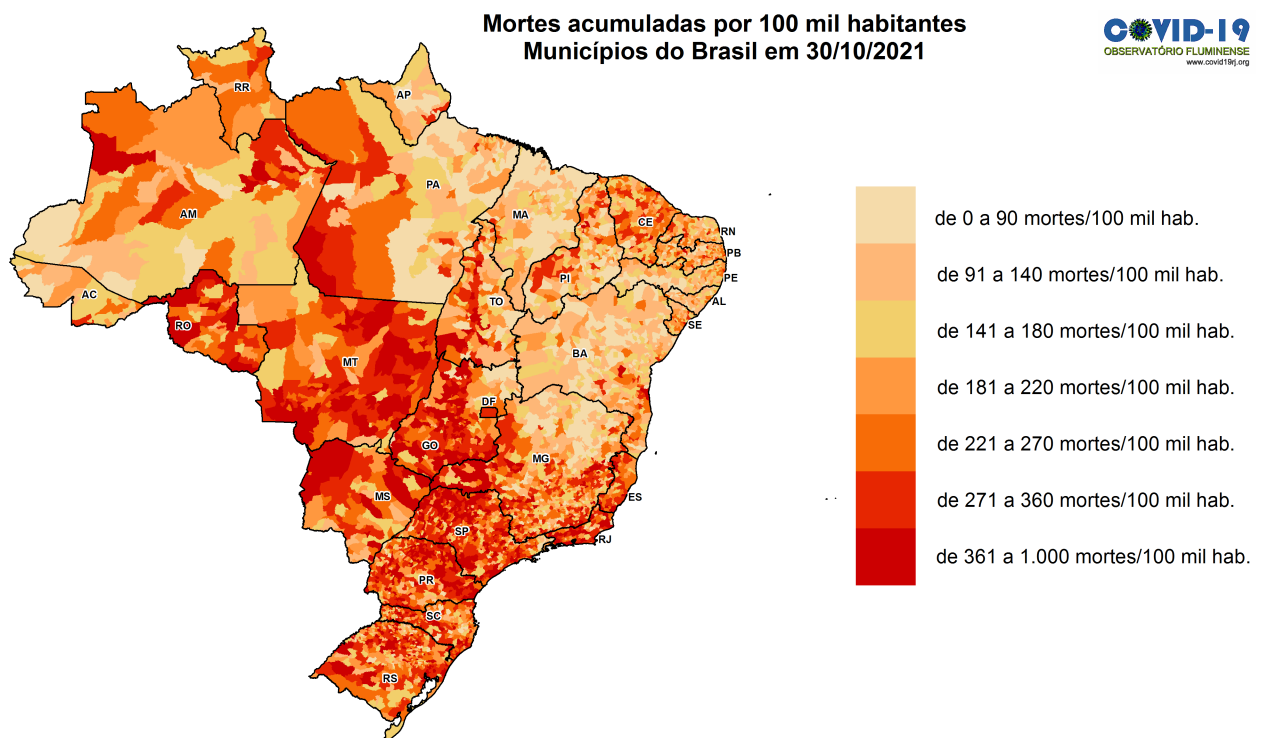 Mortes acumuladas por 100 mil habitantes
Municípios do Brasil em 30/10/2021
COVID-19
OBSERVATÓRIO FLUMINENSE
www.covid19rj.org
RR
AP
AM
PA
MA
CE
RN
PB
PE
AL
SE
PI
AC
RO
TO
BA
MT
DF
GO
MG
MS
ES
SP
RJ
PR
SC
RS
de 0 a 90 mortes/100 mil hab.
de 91 a 140 mortes/100 mil hab.
de 141 a 180 mortes/100 mil hab.
de 181 a 220 mortes/100 mil hab.
de 221 a 270 mortes/100 mil hab.
de 271 a 360 mortes/100 mil hab.
de 361 a 1.000 mortes/100 mil hab.